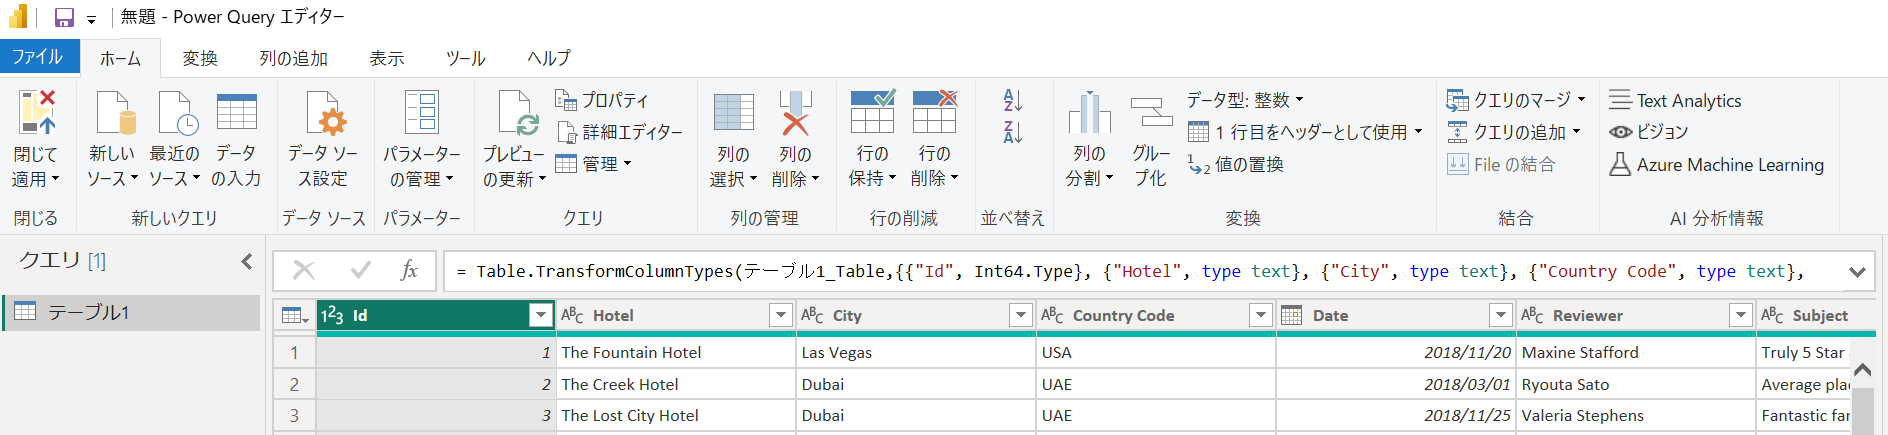 無題 - Power Query エディター
ファイル ホーム 変換 列の追加 表示 ツール ヘルプ
閉じて
適用
閉じる
新しい
ソース
最近の
ソース
データ
の入力
新しいクエリ
データ ソー
ス設定
データ ソース
パラメーター
の管理
パラメーター
プレビュー
の更新
プロパティ
詳細エディター
管理
クエリ
列の
選択
列の
削除
列の管理
行の
保持
行の
削除
行の削減
並べ替え
列の
分割
グルー
プ化
データ型: 整数
1 行目をヘッダーとして使用
値の置換
変換
クエリのマージ
クエリの追加
File の結合
結合
Text Analytics
ビジョン
Azure Machine Learning
AI 分析情報
クエリ [1]
テーブル1
fx = Table.TransformColumnTypes(テーブル1_Table,{{"Id", Int64.Type}, {"Hotel", type text}, {"City", type text}, {"Country Code", type text},
123 Id ABC Hotel ABC City ABC Country Code Date ABC Reviewer ABC Subject
1 1 The Fountain Hotel Las Vegas USA 2018/11/20 Maxine Stafford Truly 5 Star
2 2 The Creek Hotel Dubai UAE 2018/03/01 Ryouta Sato Average
3 3 The Lost City Hotel Dubai UAE 2018/11/25 Valeria Stephens Fantastic